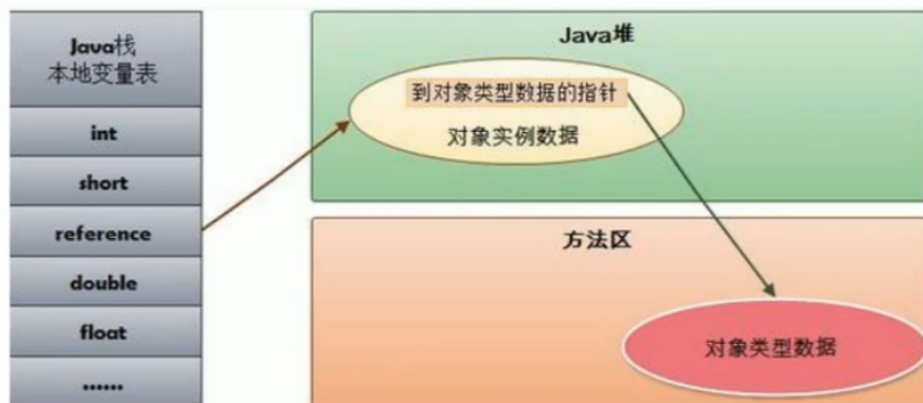 Java栈
本地变量表
int
short
reference
double
float
......
Java堆
到对象类型数据的指针
对象实例数据
方法区
对象类型数据